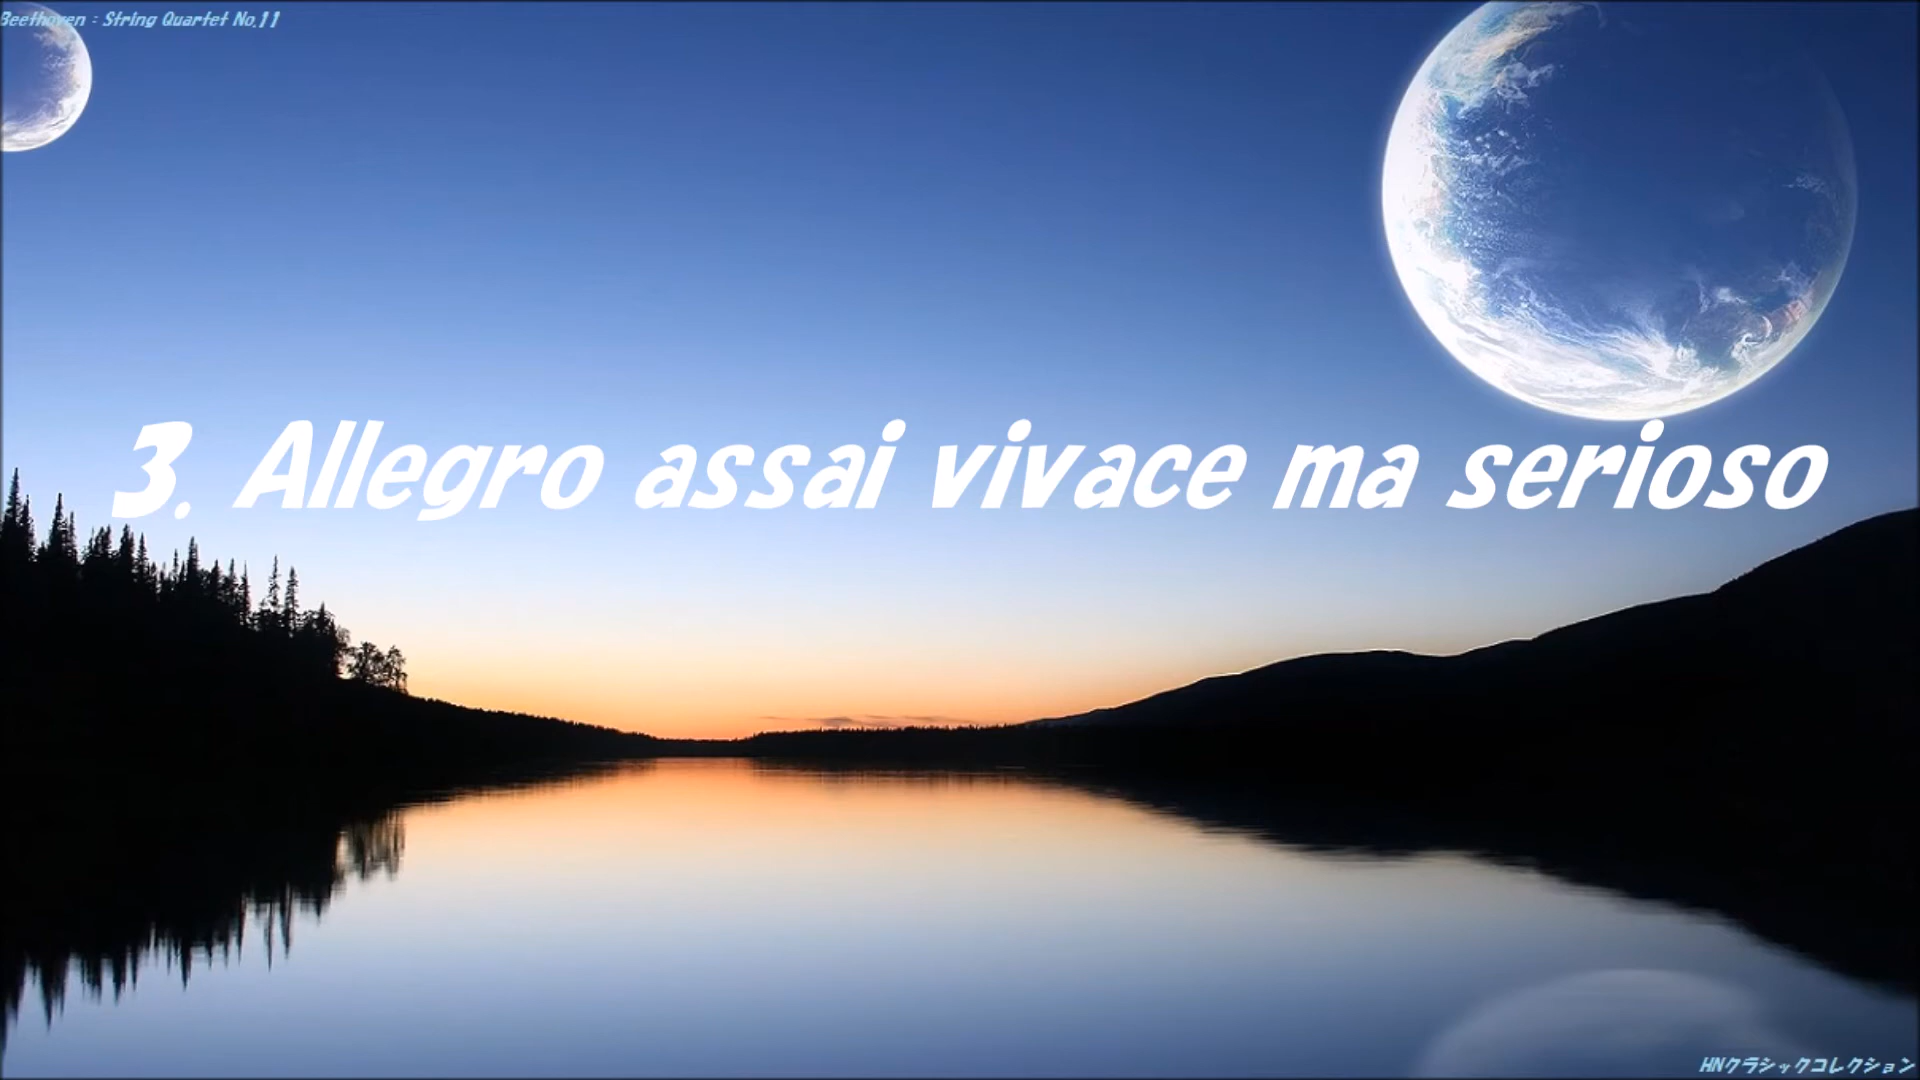 Beethoven : String Quartet No.11
3. Allegro assai vivace ma serioso
HNクラシックコレクション